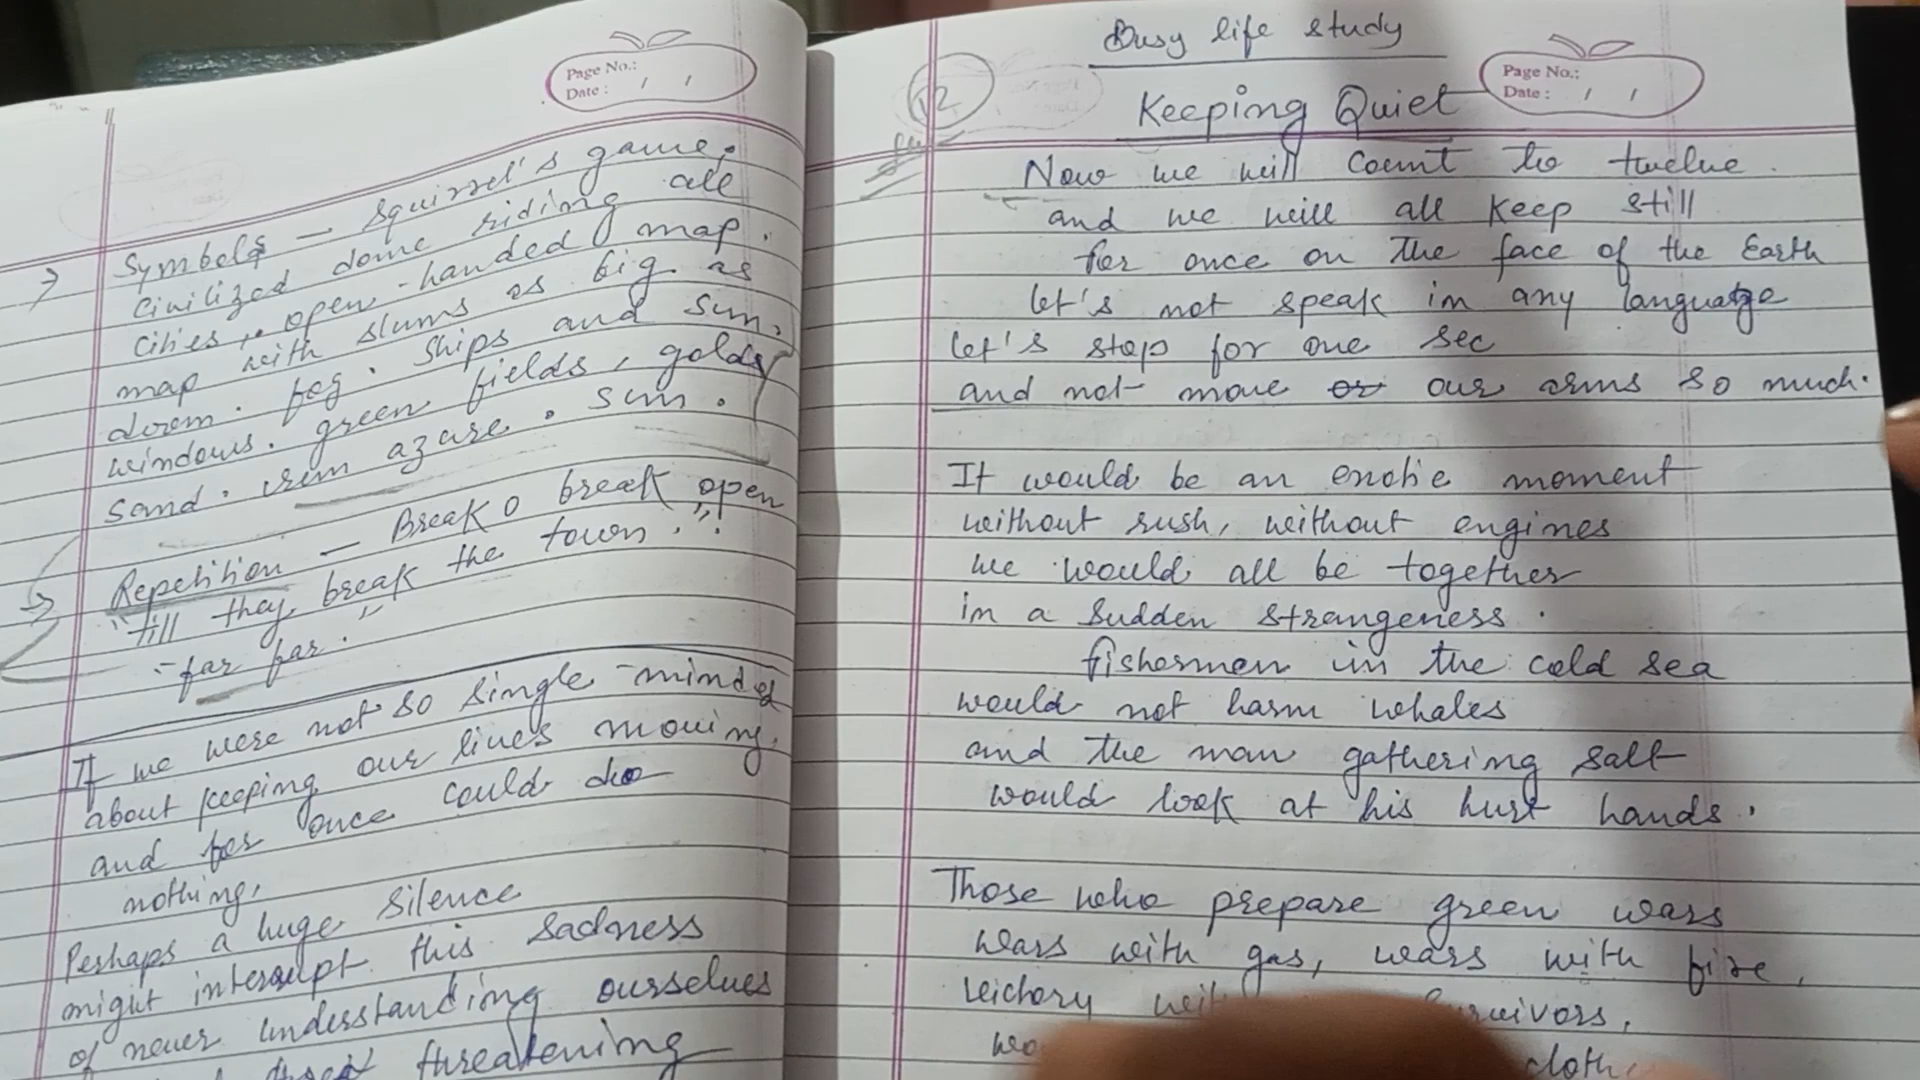 Page No.:
Date : / /
Symbols — Squirrel's game.
Civilized dome riding all
cities, open-handed map.
map with slums as big as
doom. fog. Ships and sun.
windows. green fields, gold
sand. azure. sun.
Repetition — Break O break open
"till they break the town."
-far far."
If we were not so single-minded
about keeping our lives moving.
and for once could do
nothing,
Perhaps a huge silence
might interrupt this sadness
of never understanding ourselves
threatening
Busy life study
12
Page No.:
Date : / /
Keeping Quiet
Now we will count to twelve.
and we will all keep still
for once on the face of the Earth
let's not speak in any language
let's stop for one sec
and not move our arms so much.
It would be an exotic moment
without rush, without engines
we would all be together
in a sudden strangeness.
fishermen in the cold sea
would not harm whales
and the man gathering salt
would look at his hurt hands.
Those who prepare green wars
wars with gas, wars with fire,
survivors,